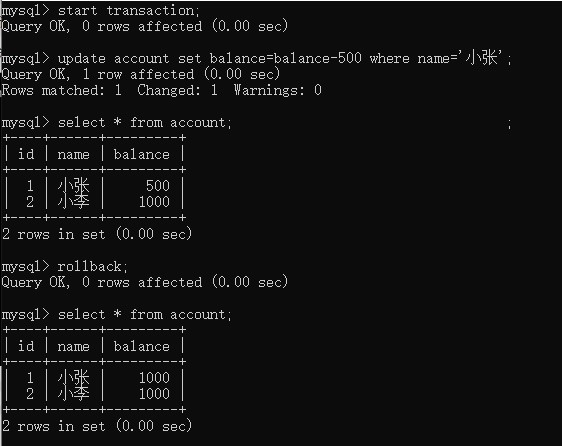 mysql> start transaction;
Query OK, 0 rows affected (0.00 sec)
mysql> update account set balance=balance-500 where name='小张';
Query OK, 1 row affected (0.00 sec)
Rows matched: 1  Changed: 1  Warnings: 0
mysql> select * from account; ;
+----+------+---------+
| id | name | balance |
+----+------+---------+
|  1 | 小张 |     500 |
|  2 | 小李 |    1000 |
+----+------+---------+
2 rows in set (0.00 sec)
mysql> rollback;
Query OK, 0 rows affected (0.00 sec)
mysql> select * from account;
+----+------+---------+
| id | name | balance |
+----+------+---------+
|  1 | 小张 |    1000 |
|  2 | 小李 |    1000 |
+----+------+---------+
2 rows in set (0.00 sec)